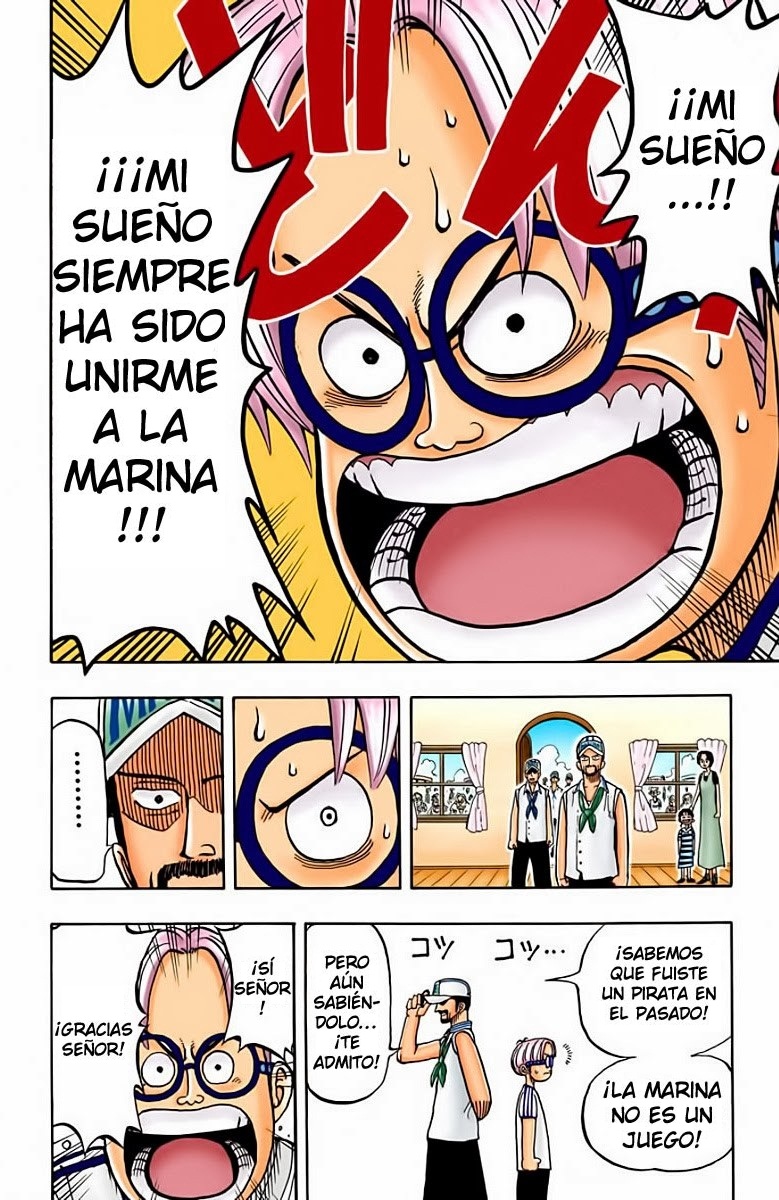 ¡¡MI
SUEÑO
...!!
¡¡¡MI
SUEÑO
SIEMPRE
HA SIDO
UNIRME
A LA
MARINA
!!!
.........
¡SABEMOS
QUE FUISTE
UN PIRATA EN
EL PASADO!
¡LA MARINA
NO ES UN
JUEGO!
コツ コツ...
PERO
AÚN
SABIÉN-
DOLO...
¡TE
ADMITO!
¡SÍ
SEÑOR
!
¡GRACIAS
SEÑOR!